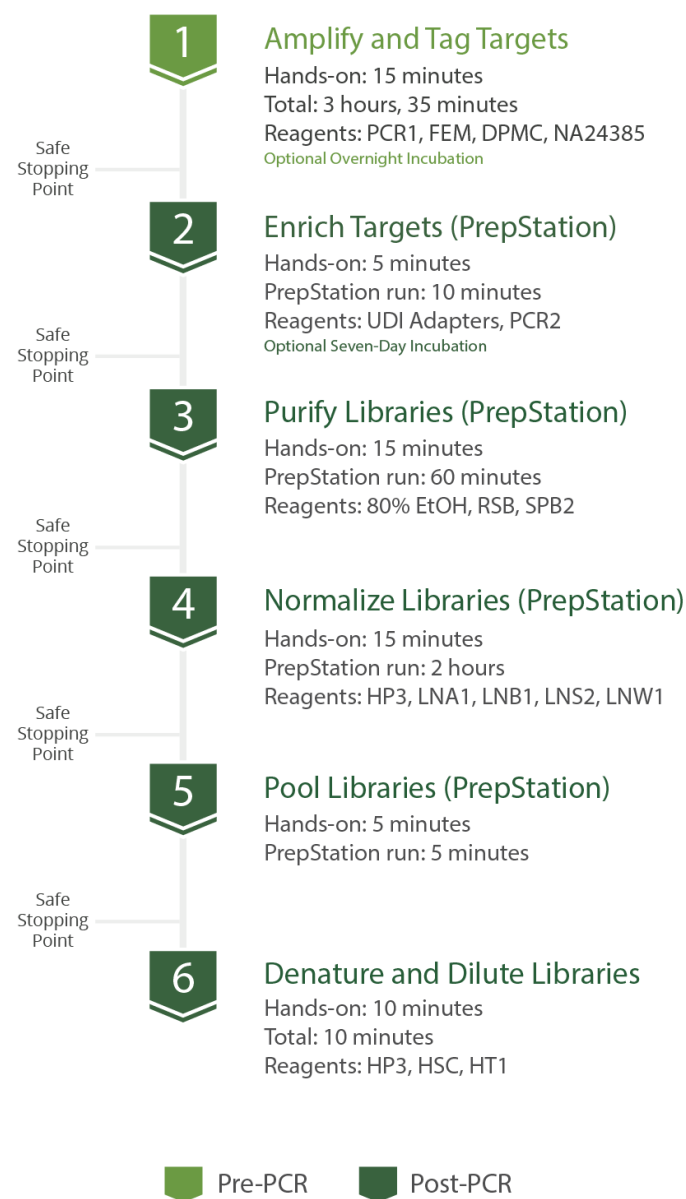 1
Amplify and Tag Targets
Hands-on: 15 minutes
Total: 3 hours, 35 minutes
Reagents: PCR1, FEM, DPMC, NA24385
Optional Overnight Incubation
Safe
Stopping
Point
2
Enrich Targets (PrepStation)
Hands-on: 5 minutes
PrepStation run: 10 minutes
Reagents: UDI Adapters, PCR2
Optional Seven-Day Incubation
Safe
Stopping
Point
3
Purify Libraries (PrepStation)
Hands-on: 15 minutes
PrepStation run: 60 minutes
Reagents: 80% EtOH, RSB, SPB2
Safe
Stopping
Point
4
Normalize Libraries (PrepStation)
Hands-on: 15 minutes
PrepStation run: 2 hours
Reagents: HP3, LNA1, LNB1, LNS2, LNW1
Safe
Stopping
Point
5
Pool Libraries (PrepStation)
Hands-on: 5 minutes
PrepStation run: 5 minutes
Safe
Stopping
Point
6
Denature and Dilute Libraries
Hands-on: 10 minutes
Total: 10 minutes
Reagents: HP3, HSC, HT1
Pre-PCR
Post-PCR